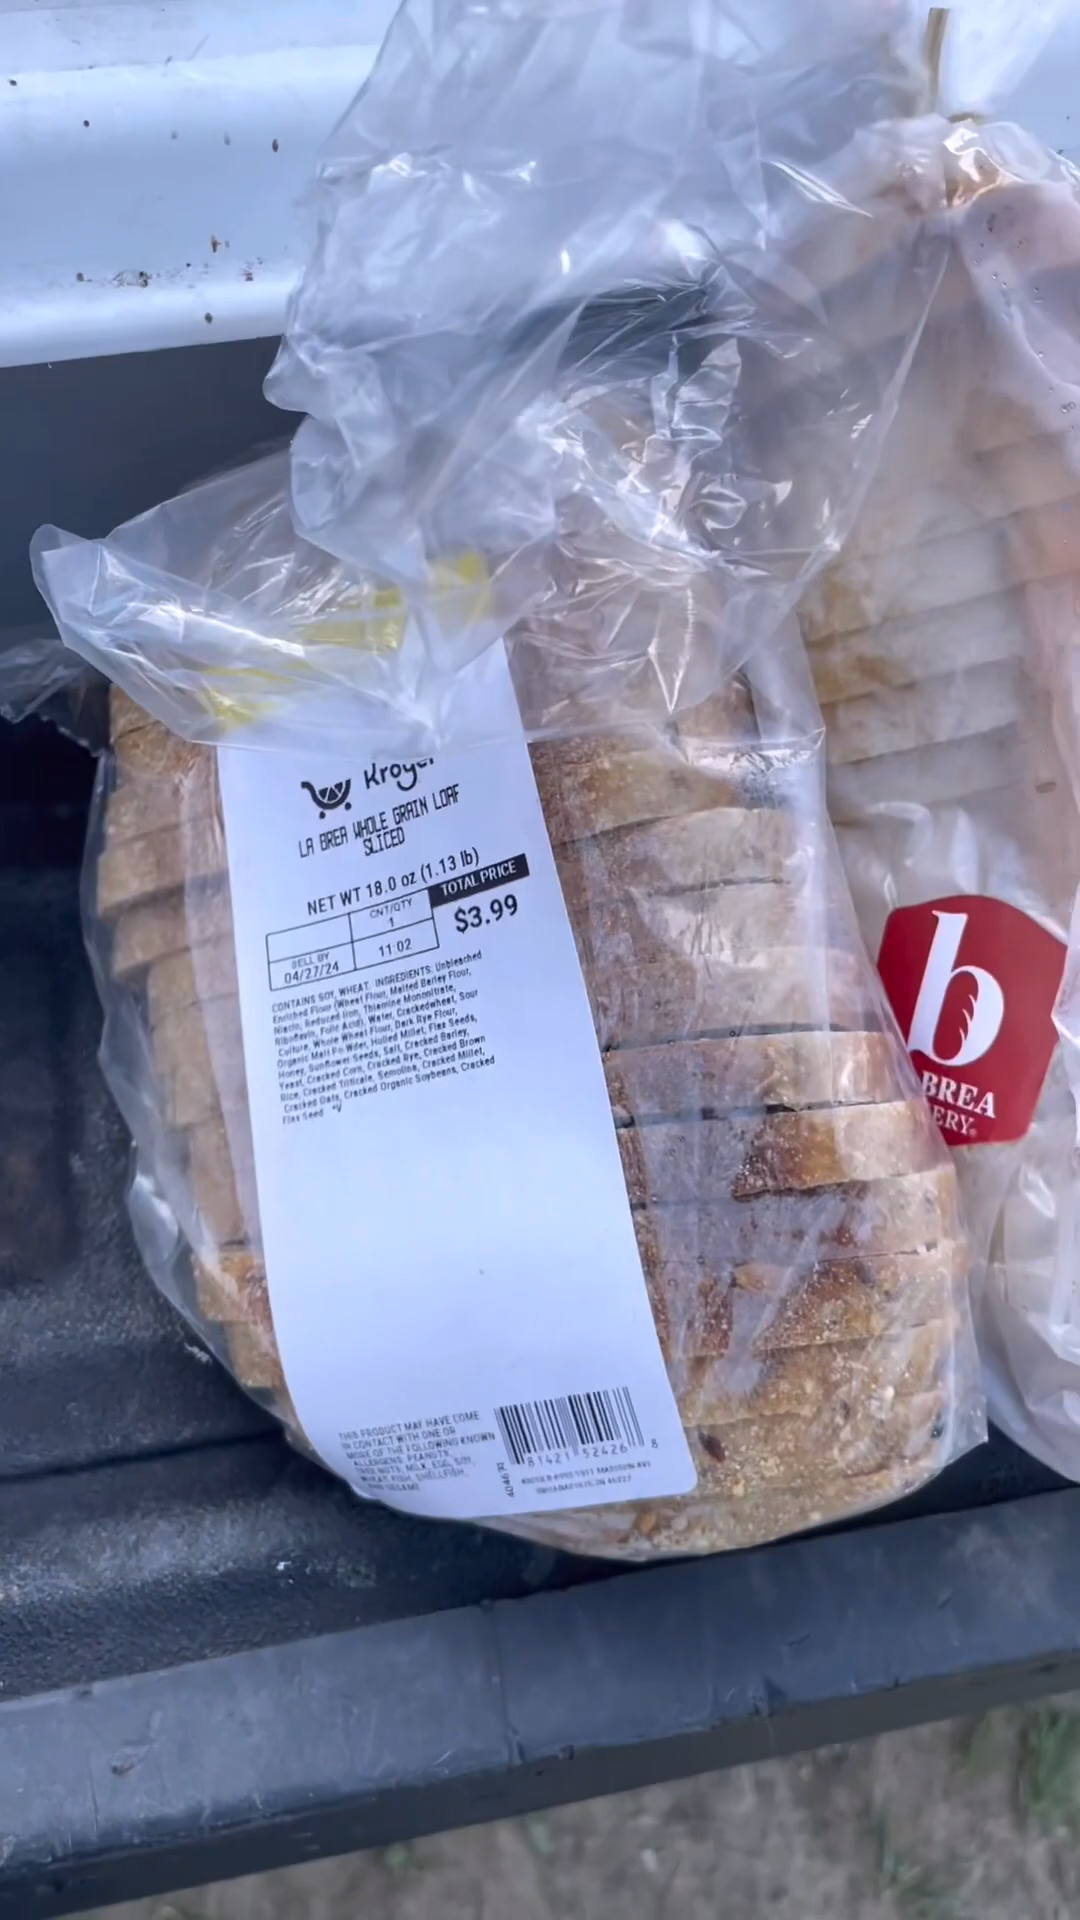 Kroger
LA BREA WHOLE GRAIN LOAF
SLICED
NET WT 18.0 oz (1.13 lb)
TOTAL PRICE
$3.99
CNT/QTY
1
SELL BY
04/27/24
11:02
CONTAINS SOY, WHEAT. INGREDIENTS: Unbleached
Enriched Flour (Wheat Flour, Malted Barley Flour,
Niacin, Reduced Iron, Thiamine Mononitrate,
Riboflavin, Folic Acid), Water, Crackedwheat, Sour
Culture, Whole Wheat Flour, Dark Rye Flour,
Organic Malt Powder, Hulled Millet, Flax Seeds,
Honey, Sunflower Seeds, Salt, Cracked Barley,
Yeast, Cracked Corn, Cracked Rye, Cracked Brown
Rice, Cracked Triticale, Semolina, Cracked Millet,
Cracked Oats, Cracked Organic Soybeans, Cracked
Flax Seed
THIS PRODUCT MAY HAVE COME
IN CONTACT WITH ONE OR
MORE OF THE FOLLOWING KNOWN
ALLERGENS: PEANUTS,
TREE NUTS, MILK, EGG, SOY,
WHEAT, FISH, SHELLFISH,
81421 52426 8
b
BREA
ERY